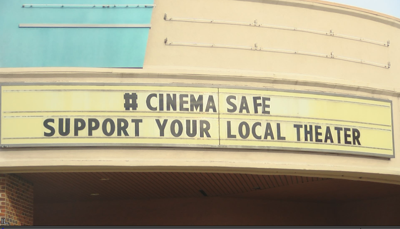 # CINEMA SAFE
SUPPORT YOUR LOCAL THEATER